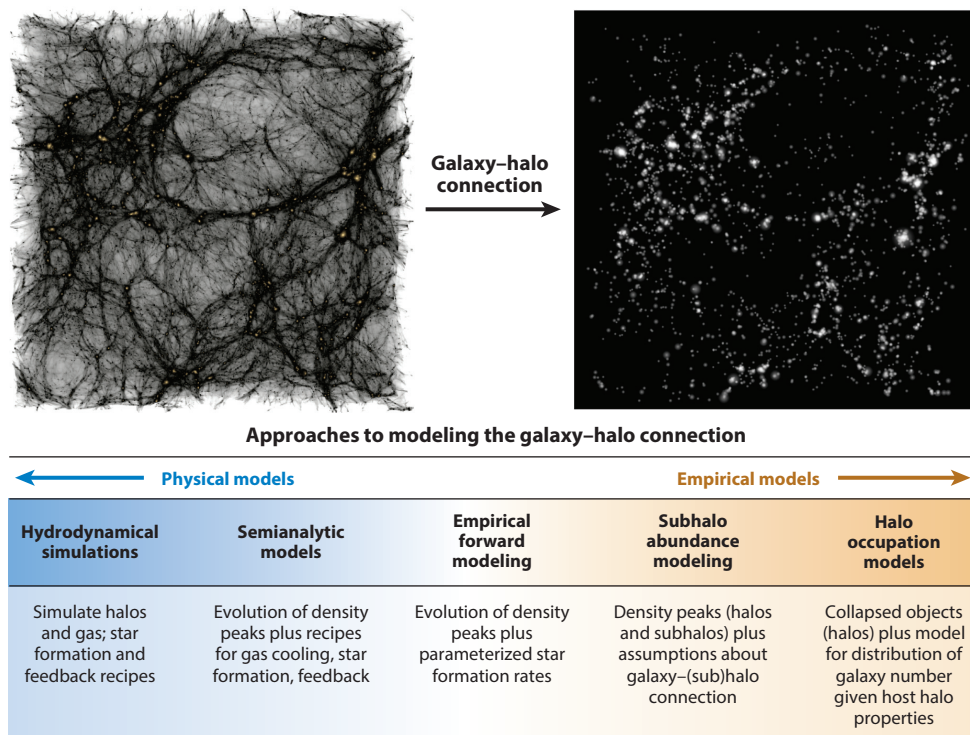 Galaxy–halo
connection
Approaches to modeling the galaxy–halo connection
Physical models
Empirical models
Hydrodynamical
simulations
Semianalytic
models
Empirical
forward
modeling
Subhalo
abundance
modeling
Halo
occupation
models
Simulate halos
and gas; star
formation and
feedback recipes
Evolution of density
peaks plus recipes
for gas cooling, star
formation, feedback
Evolution of density
peaks plus
parameterized star
formation rates
Density peaks (halos
and subhalos) plus
assumptions about
galaxy–(sub)halo
connection
Collapsed objects
(halos) plus model
for distribution of
galaxy number
given host halo
properties